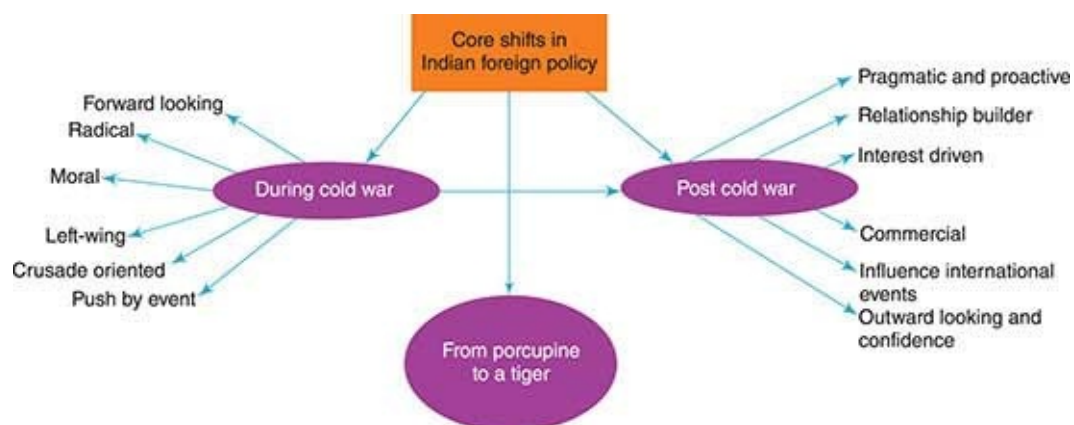 Core shifts in
Indian foreign policy
Forward looking
Radical
Moral
Left-wing
Crusade oriented
Push by event
During cold war
Post cold war
Pragmatic and proactive
Relationship builder
Interest driven
Commercial
Influence international
events
Outward looking and
confidence
From porcupine
to a tiger